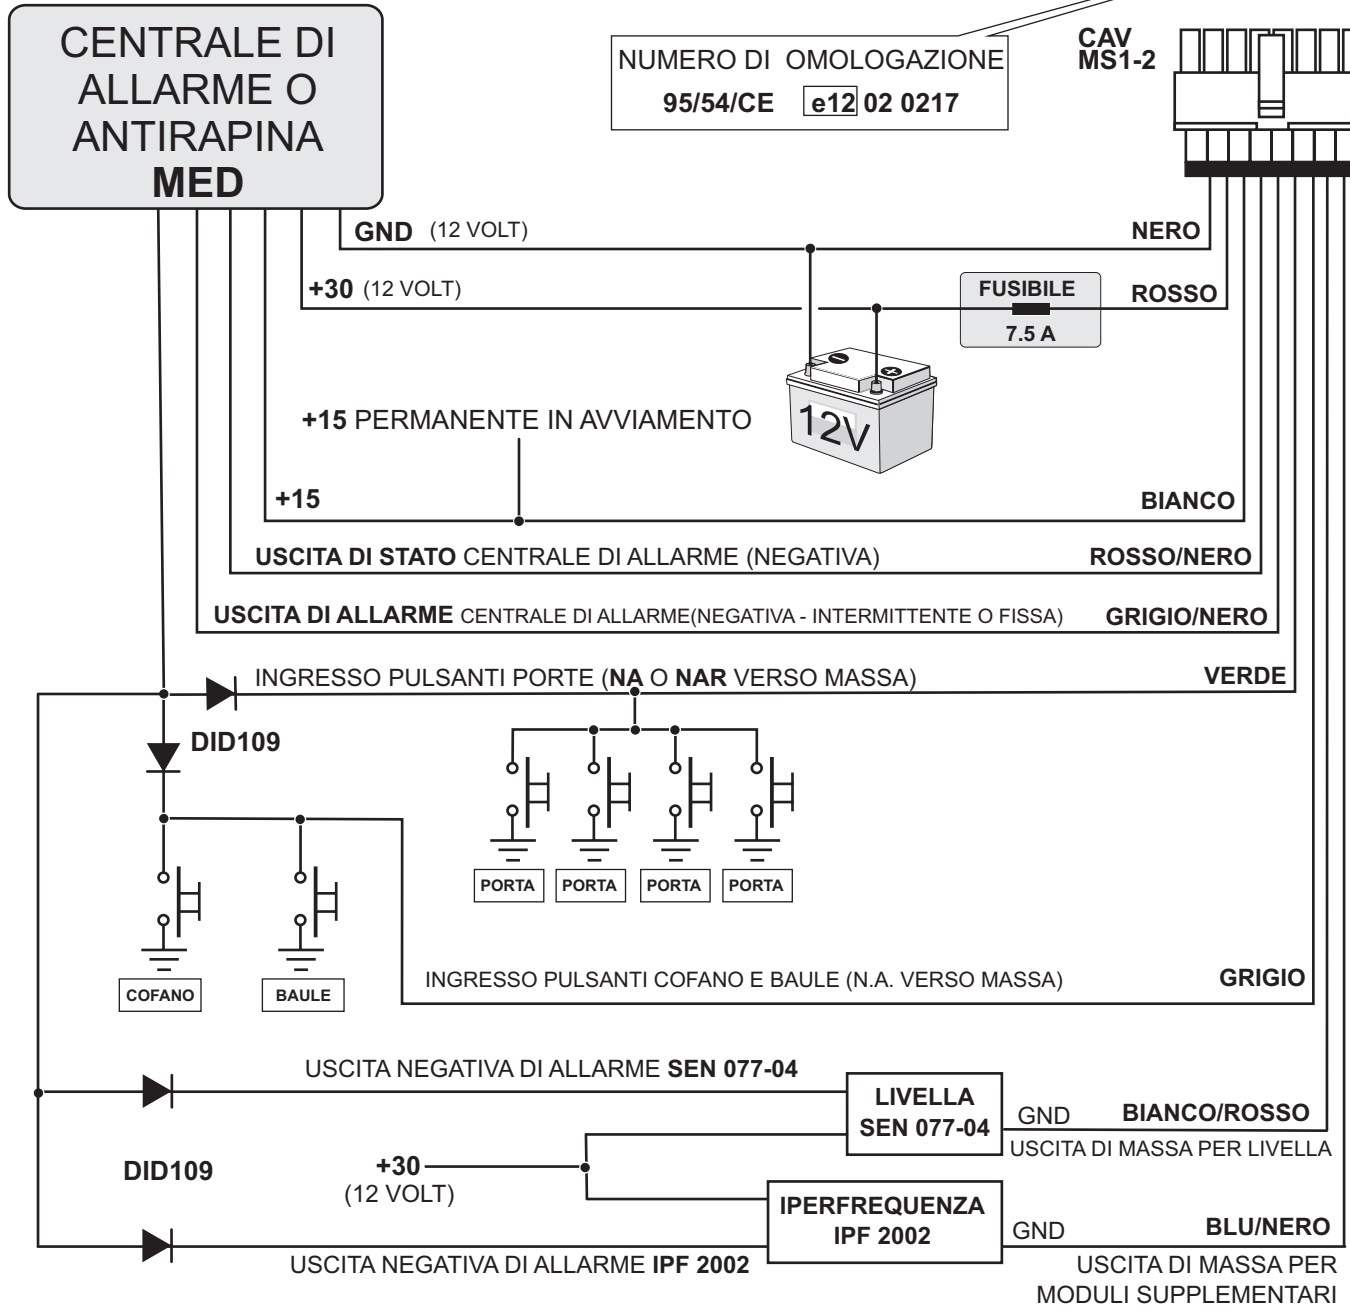 CENTRALE DI
ALLARME O
ANTIRAPINA
MED
NUMERO DI OMOLOGAZIONE
95/54/CE e12 02 0217
CAV
MS1-2
GND (12 VOLT)
NERO
+30 (12 VOLT)
FUSIBILE
7.5 A
ROSSO
12V
+15 PERMANENTE IN AVVIAMENTO
+15
BIANCO
USCITA DI STATO CENTRALE DI ALLARME (NEGATIVA)
ROSSO/NERO
USCITA DI ALLARME CENTRALE DI ALLARME(NEGATIVA - INTERMITTENTE O FISSA)
GRIGIO/NERO
INGRESSO PULSANTI PORTE (NA O NAR VERSO MASSA)
VERDE
DID109
PORTA
PORTA
PORTA
PORTA
COFANO
BAULE
INGRESSO PULSANTI COFANO E BAULE (N.A. VERSO MASSA)
GRIGIO
USCITA NEGATIVA DI ALLARME SEN 077-04
LIVELLA
SEN 077-04
GND
BIANCO/ROSSO
USCITA DI MASSA PER LIVELLA
DID109
+30
(12 VOLT)
IPERFREQUENZA
IPF 2002
GND
BLU/NERO
USCITA NEGATIVA DI ALLARME IPF 2002
USCITA DI MASSA PER
MODULI SUPPLEMENTARI